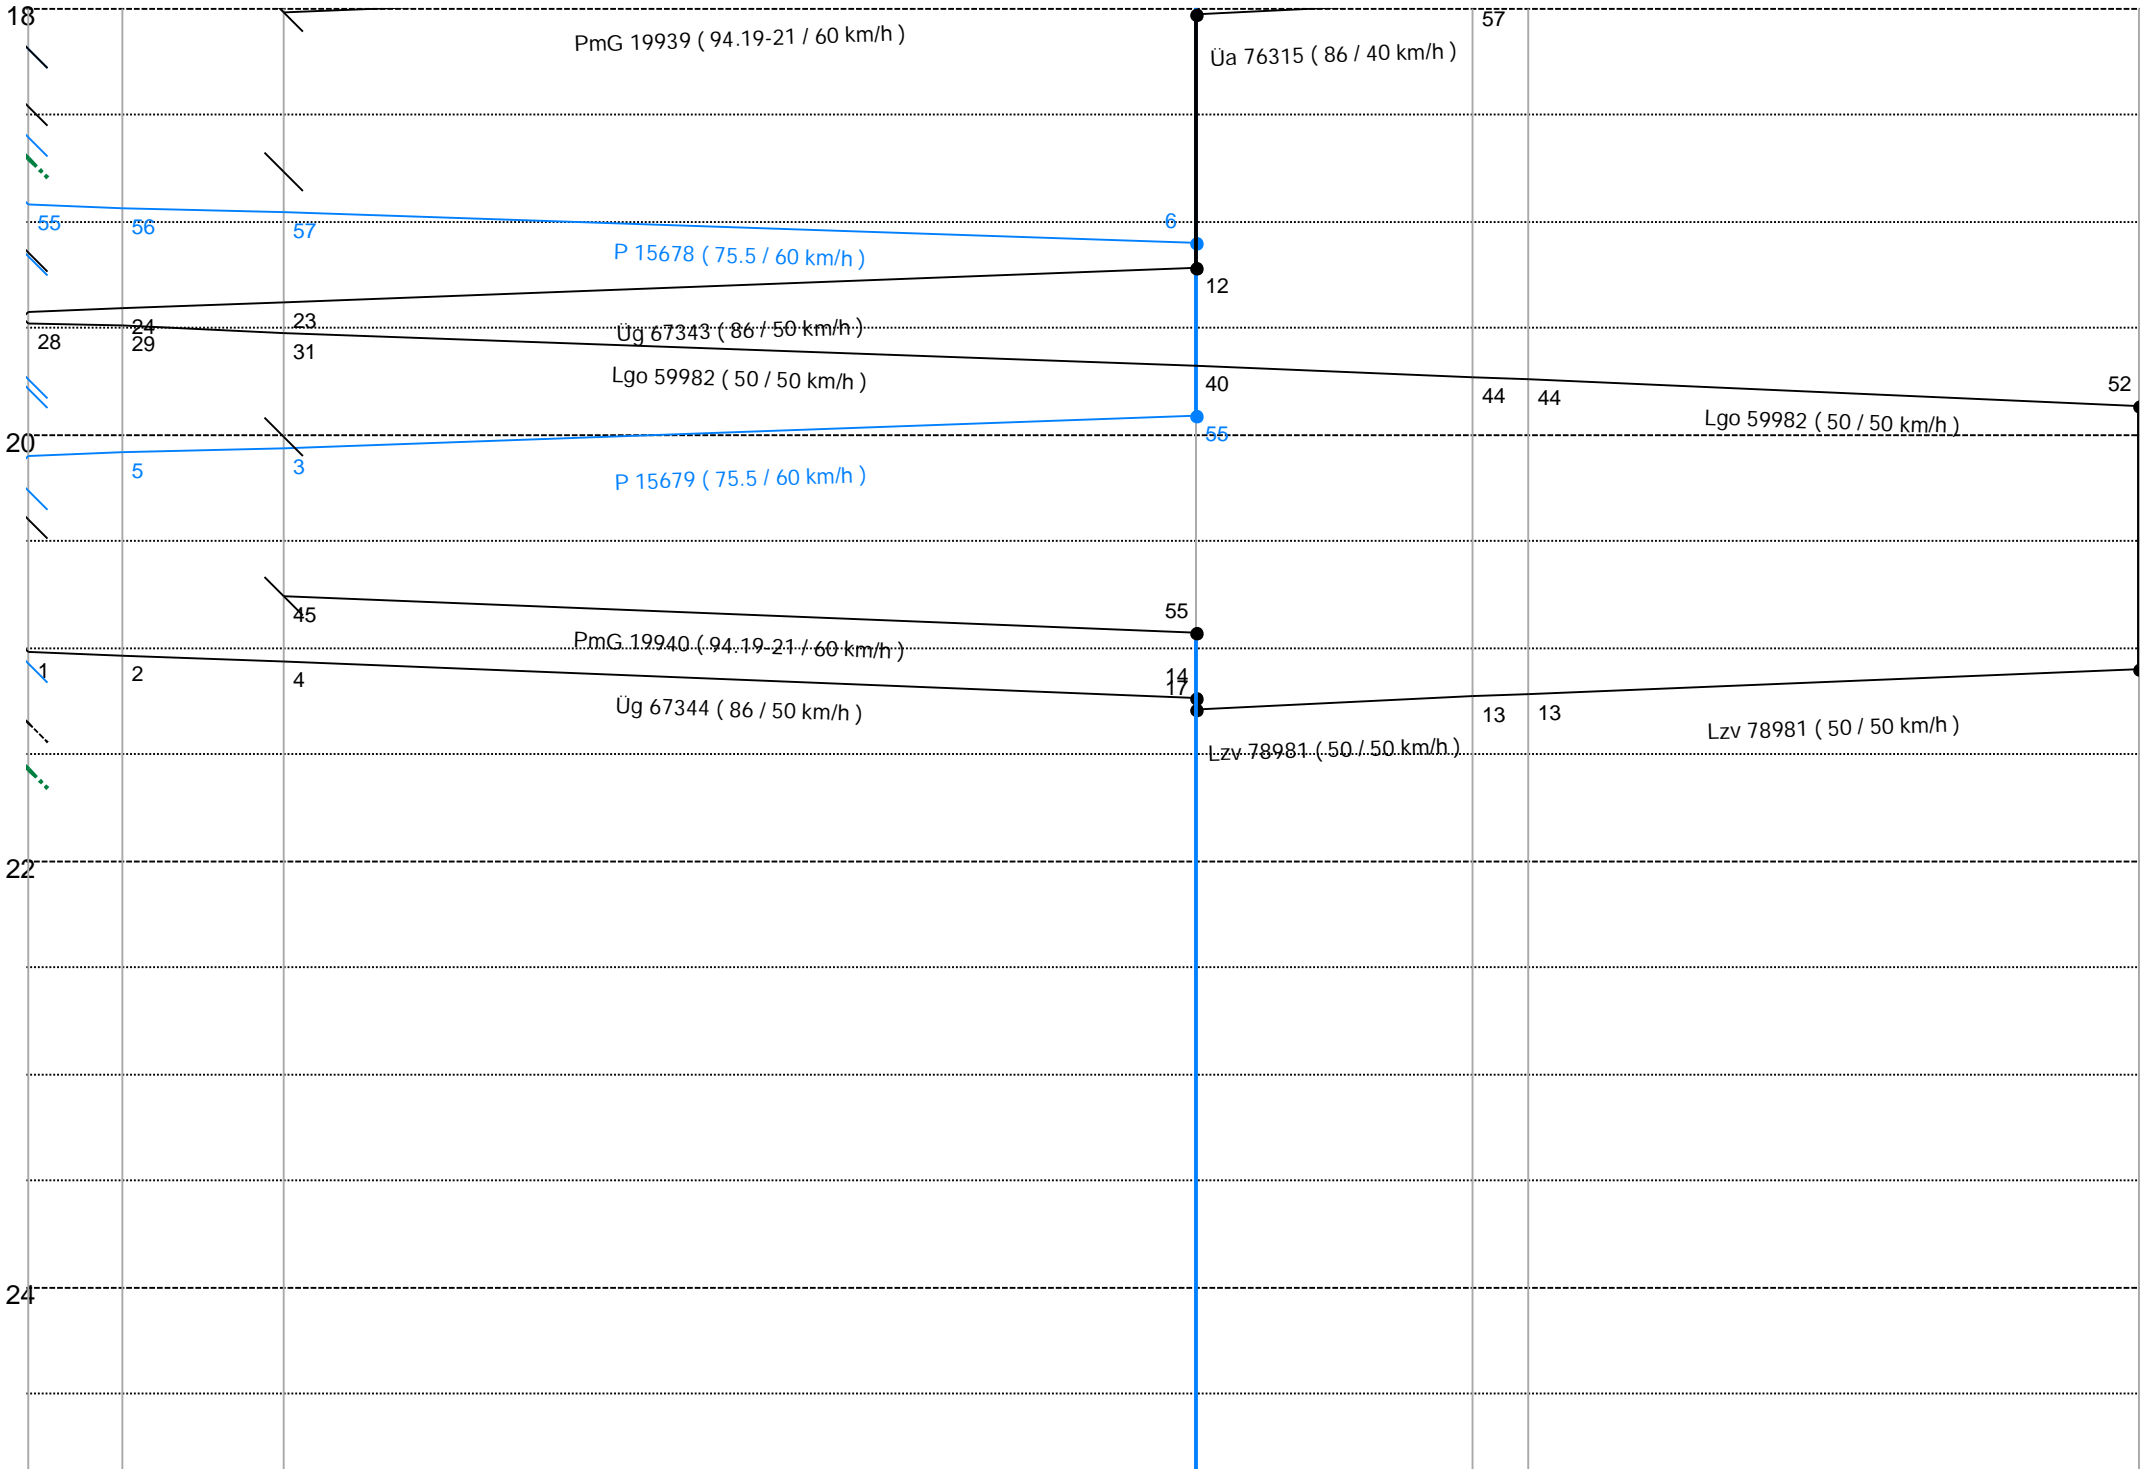 18
57
PmG 19939 ( 94.19-21 / 60 km/h )
Üa 76315 ( 86 / 40 km/h )
55
56
57
6
P 15678 ( 75.5 / 60 km/h )
12
24
23
Üg 67343 ( 86 / 50 km/h )
28
29
31
Lgo 59982 ( 50 / 50 km/h )
40
44
44
52
Lgo 59982 ( 50 / 50 km/h )
20
55
5
3
P 15679 ( 75.5 / 60 km/h )
45
55
PmG 19940 ( 94.19-21 / 60 km/h )
1
2
4
14
17
Üg 67344 ( 86 / 50 km/h )
13
13
Lzv 78981 ( 50 / 50 km/h )
Lzv 78981 ( 50 / 50 km/h )
22
24